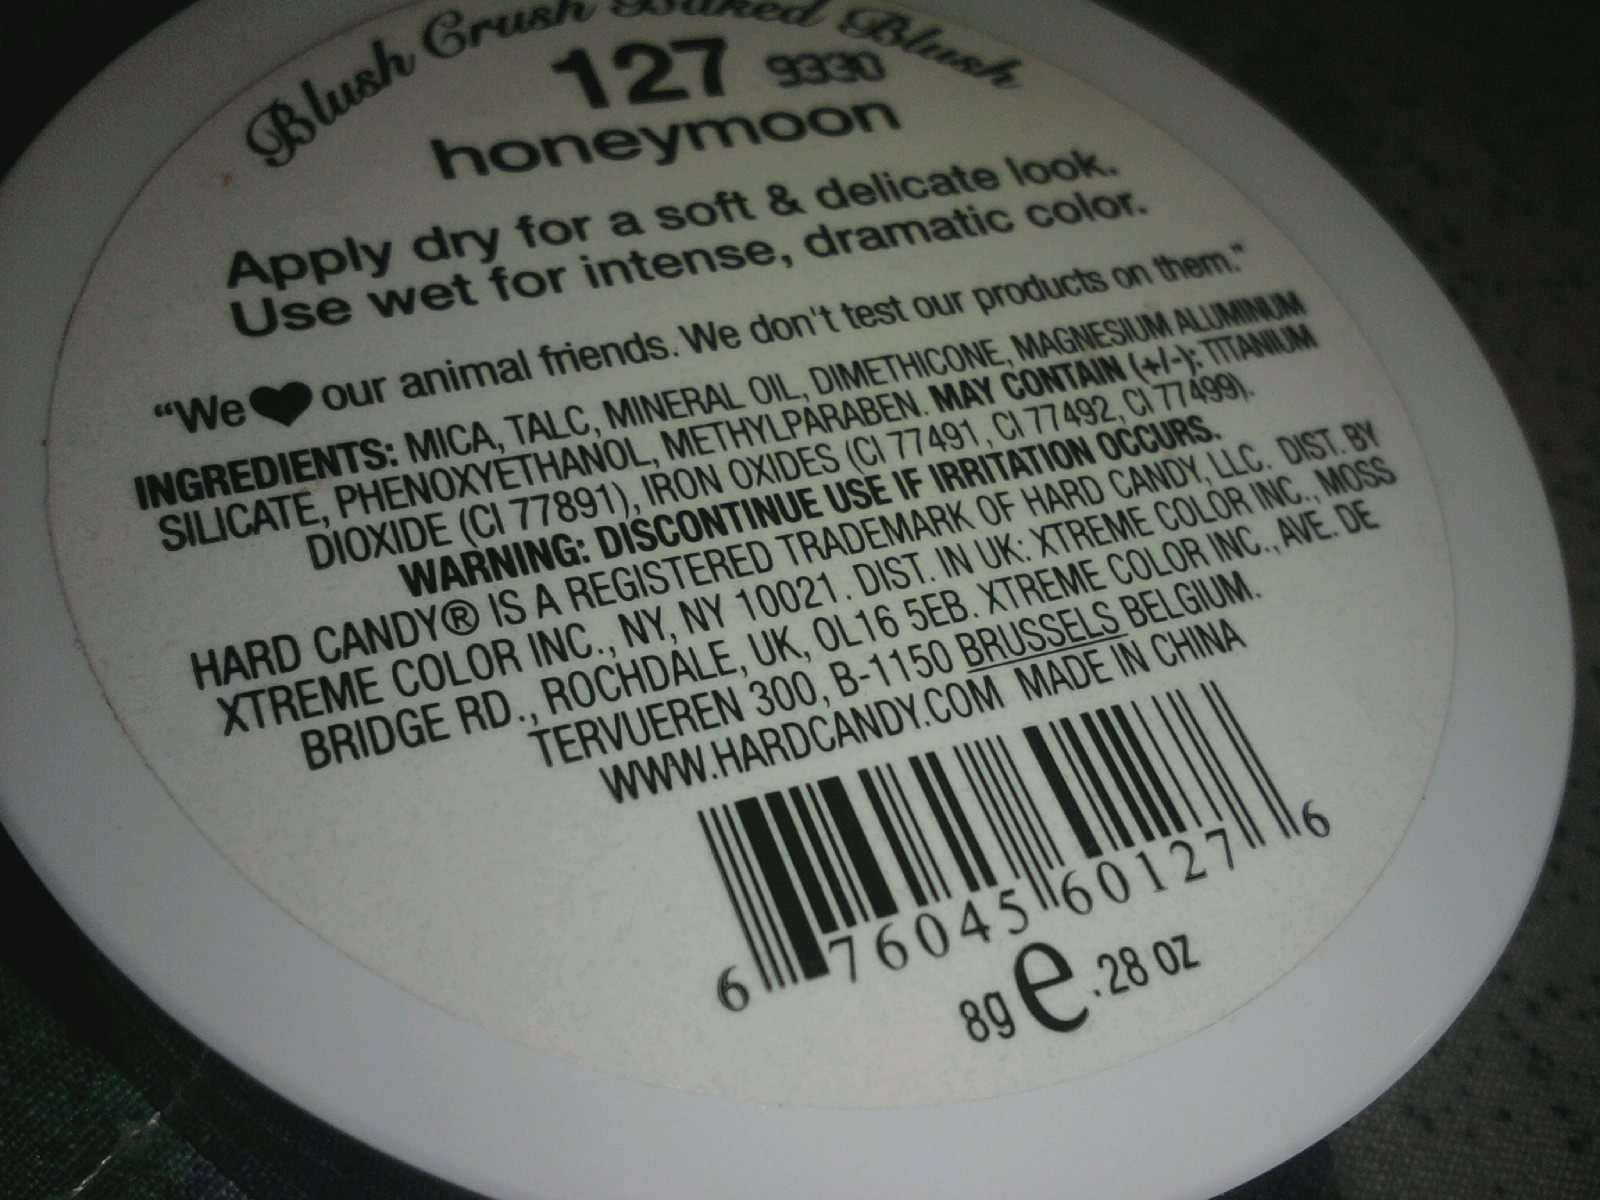 Blush Crush Baked Blush
127 9330
honeymoon
Apply dry for a soft & delicate look.
Use wet for intense, dramatic color.
“We ♥ our animal friends. We don't test our products on them.”
INGREDIENTS: MICA, TALC, MINERAL OIL, DIMETHICONE, MAGNESIUM ALUMINUM
SILICATE, PHENOXYETHANOL, METHYLPARABEN. MAY CONTAIN (+/-): TITANIUM
DIOXIDE (CI 77891), IRON OXIDES (CI 77491, CI 77492, CI 77499).
WARNING: DISCONTINUE USE IF IRRITATION OCCURS.
HARD CANDY® IS A REGISTERED TRADEMARK OF HARD CANDY, LLC. DIST. BY
XTREME COLOR INC., NY, NY 10021. DIST. IN UK: XTREME COLOR INC., MOSS
BRIDGE RD., ROCHDALE, UK, OL16 5EB. XTREME COLOR INC., AVE. DE
TERVUEREN 300, B-1150 BRUSSELS BELGIUM.
WWW.HARDCANDY.COM MADE IN CHINA
6 76045 60127 6
8g e .28 oz